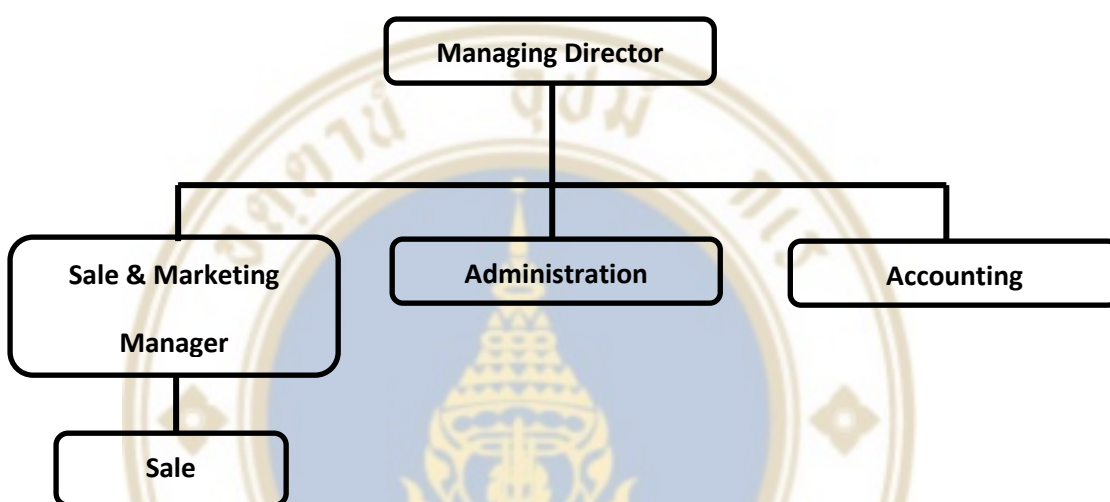 Managing Director
Sale & Marketing
Manager
Administration
Accounting
Sale